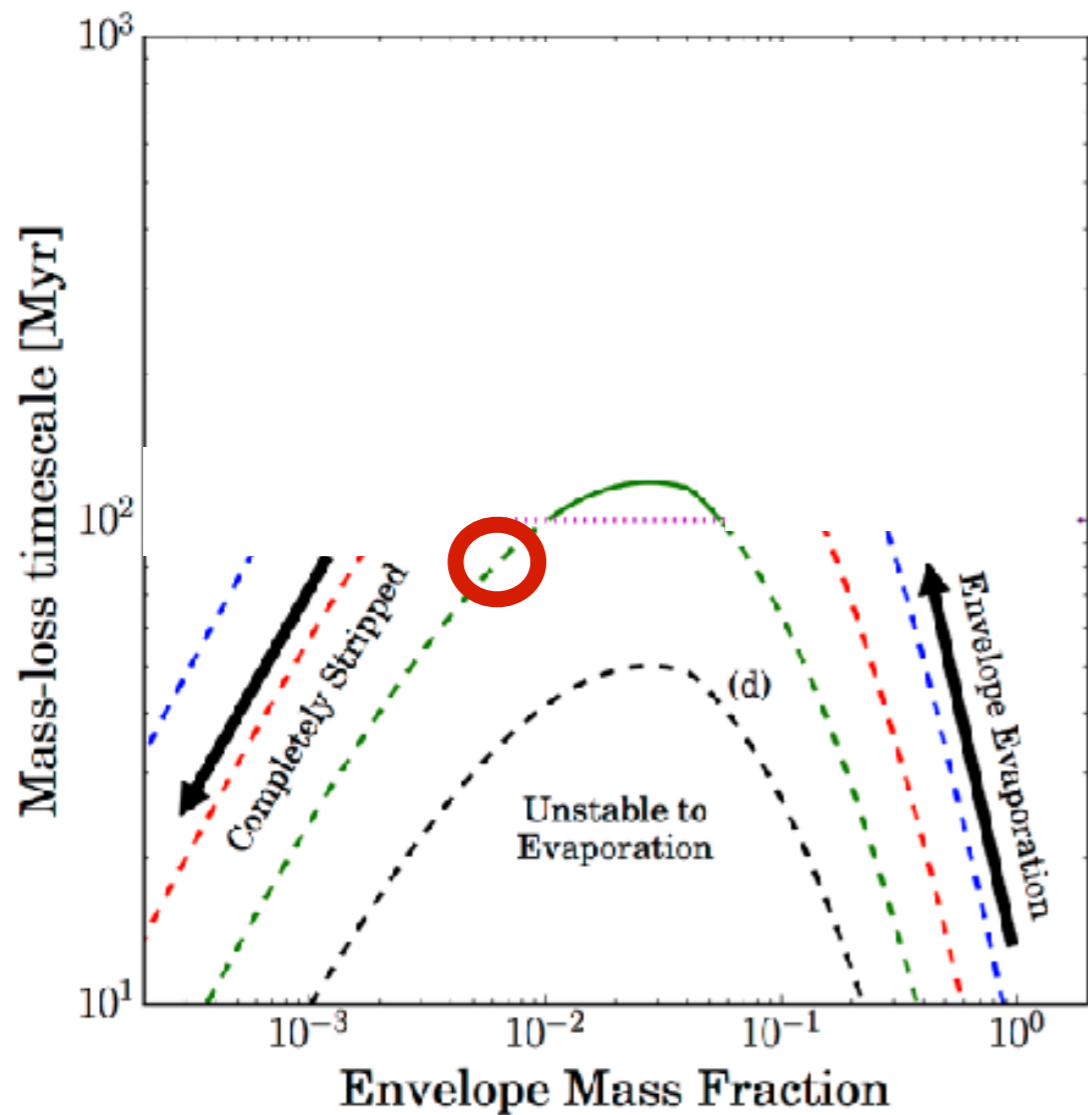 10³
Mass-loss timescale [Myr]
10²
Completely Stripped
(d)
Envelope Evaporation
Unstable to
Evaporation
10¹
10⁻³
10⁻²
10⁻¹
10⁰
Envelope Mass Fraction